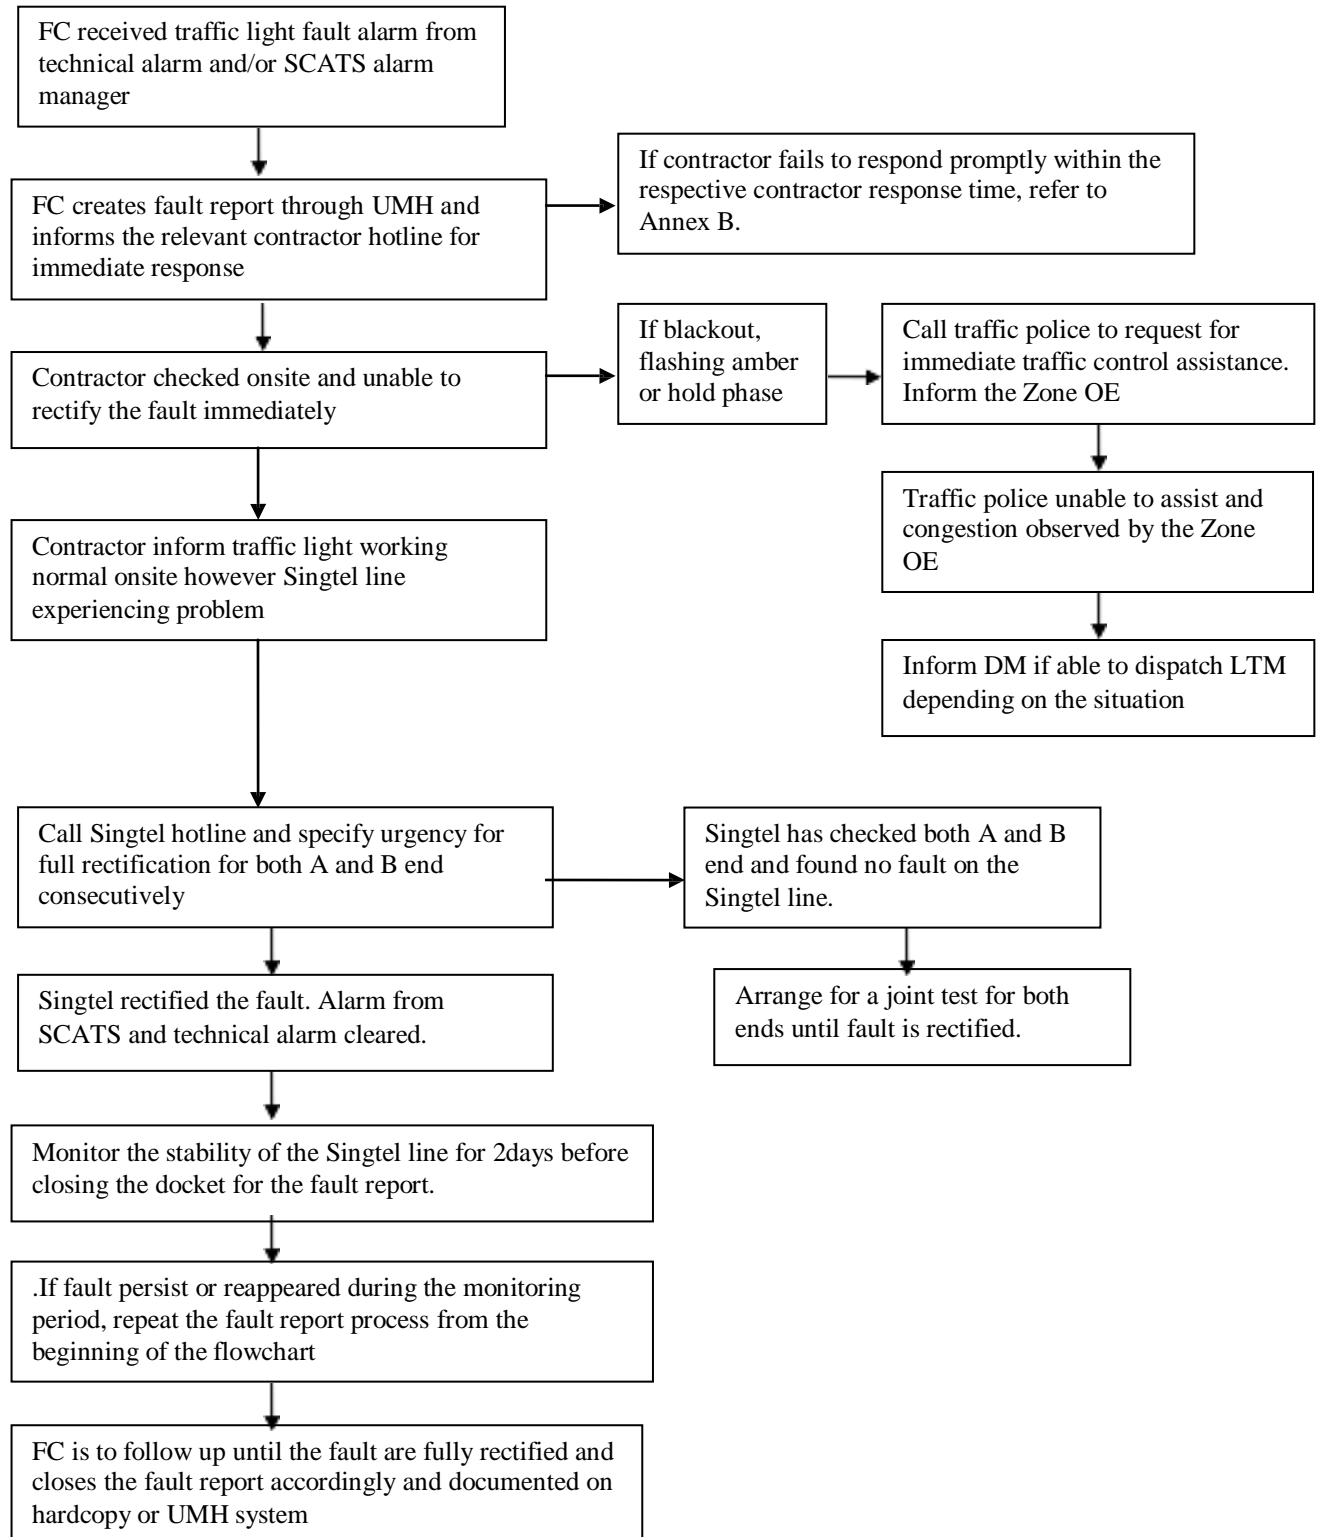 FC received traffic light fault alarm from
technical alarm and/or SCATS alarm
manager
If contractor fails to respond promptly within the
respective contractor response time, refer to
Annex B.
FC creates fault report through UMH and
informs the relevant contractor hotline for
immediate response
If blackout,
flashing amber
or hold phase
Call traffic police to request for
immediate traffic control assistance.
Inform the Zone OE
Contractor checked onsite and unable to
rectify the fault immediately
Traffic police unable to assist and
congestion observed by the Zone
OE
Contractor inform traffic light working
normal onsite however Singtel line
experiencing problem
Inform DM if able to dispatch LTM
depending on the situation
Call Singtel hotline and specify urgency for
full rectification for both A and B end
consecutively
Singtel has checked both A and B
end and found no fault on the
Singtel line.
Singtel rectified the fault. Alarm from
SCATS and technical alarm cleared.
Arrange for a joint test for both
ends until fault is rectified.
Monitor the stability of the Singtel line for 2days before
closing the docket for the fault report.
.If fault persist or reappeared during the monitoring
period, repeat the fault report process from the
beginning of the flowchart
FC is to follow up until the fault are fully rectified and
closes the fault report accordingly and documented on
hardcopy or UMH system